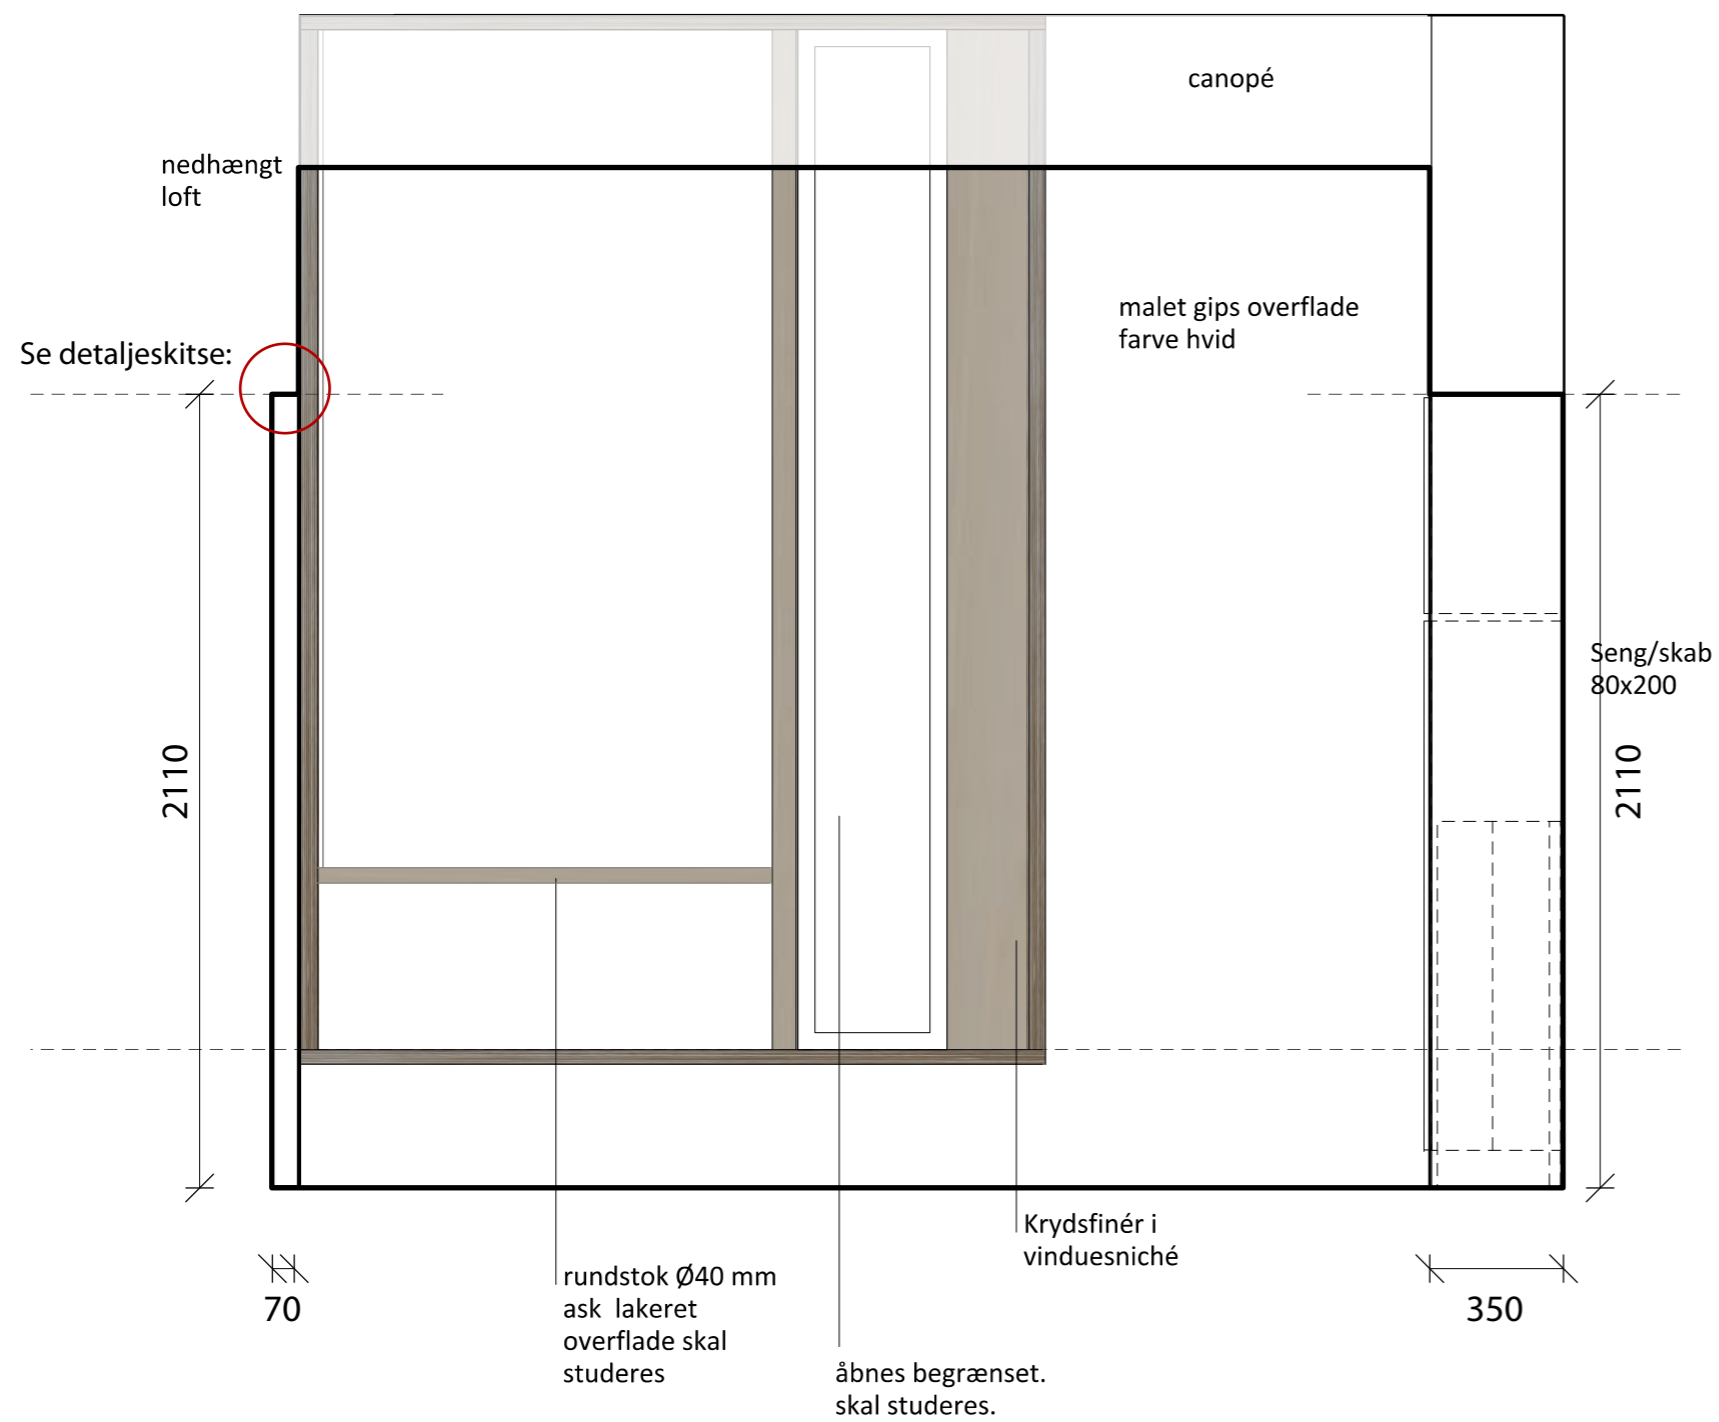 canopé
nedhængt
loft
malet gips overflade
farve hvid
Se detaljeskitse:
Seng/skab
80x200
2110
2110
Krydsfinér i
vinduesniché
rundstok Ø40 mm
ask  lakeret
overflade skal
studeres
70
350
åbnes begrænset.
skal studeres.